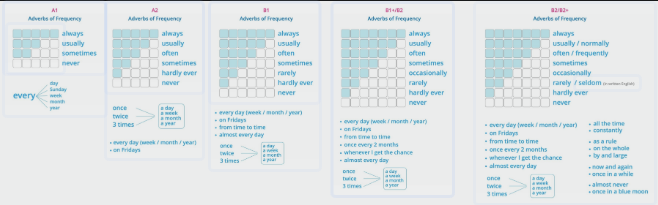 A1
Adverbs of Frequency
always
usually
sometimes
never
every
day
Sunday
week
month
year
A2
Adverbs of Frequency
always
usually
often
sometimes
hardly ever
never
once
twice
3 times
a day
a week
a month
a year
• every day (week / month / year)
• on Fridays
B1
Adverbs of Frequency
always
usually
often
sometimes
rarely
hardly ever
never
• every day (week / month / year)
• on Fridays
• from time to time
• almost every day
once
twice
3 times
a day
a week
a month
a year
B1+/B2
Adverbs of Frequency
always
usually
often
sometimes
occasionally
rarely
hardly ever
never
• every day (week / month / year)
• on Fridays
• from time to time
• once every 2 months
• whenever I get the chance
• almost every day
once
twice
3 times
a day
a week
a month
a year
B2/B2+
Adverbs of Frequency
always
usually / normally
often / frequently
sometimes
occasionally
rarely / seldom
hardly ever
never
• every day (week / month / year)
• on Fridays
• from time to time
• once every 2 months
• whenever I get the chance
• almost every day
once
twice
3 times
a day
a week
a month
a year
• all the time
• constantly
• as a rule
• on the whole
• by and large
• now and again
• once in a while
• almost never
• once in a blue moon